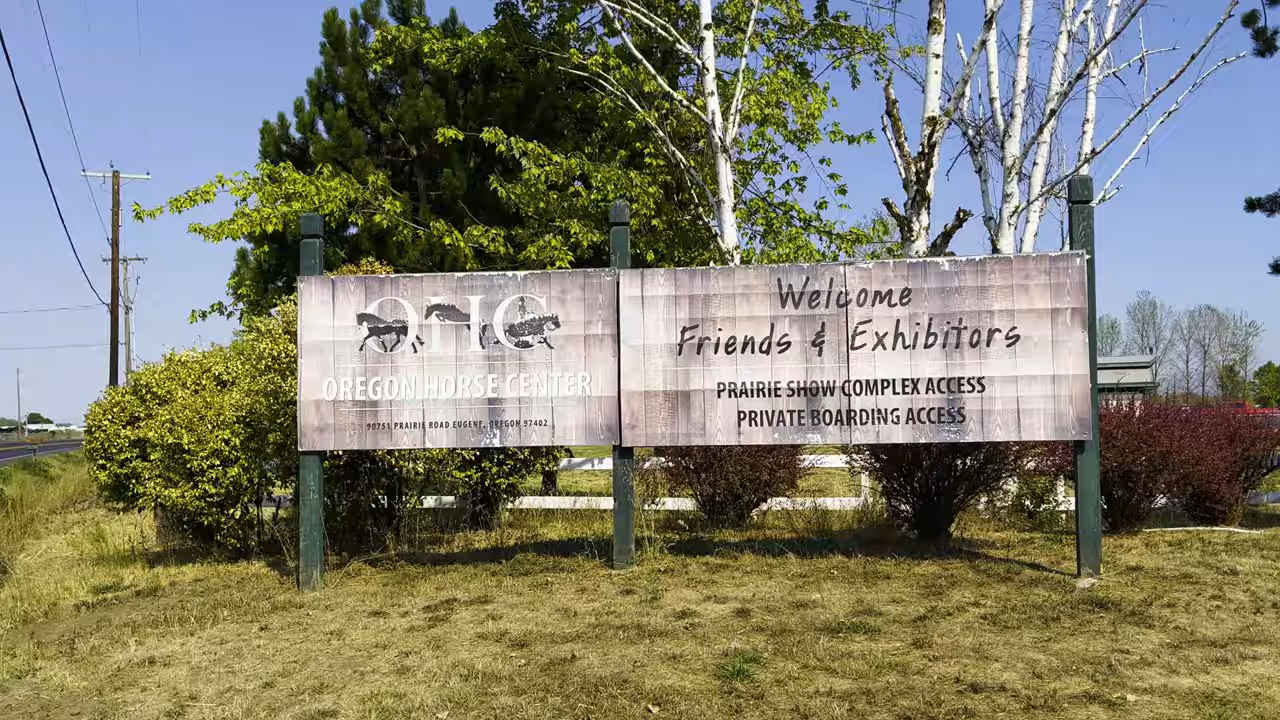 OHC
OREGON HORSE CENTER
90751 PRAIRIE ROAD EUGENE, OREGON 97402
Welcome
Friends & Exhibitors
PRAIRIE SHOW COMPLEX ACCESS
PRIVATE BOARDING ACCESS